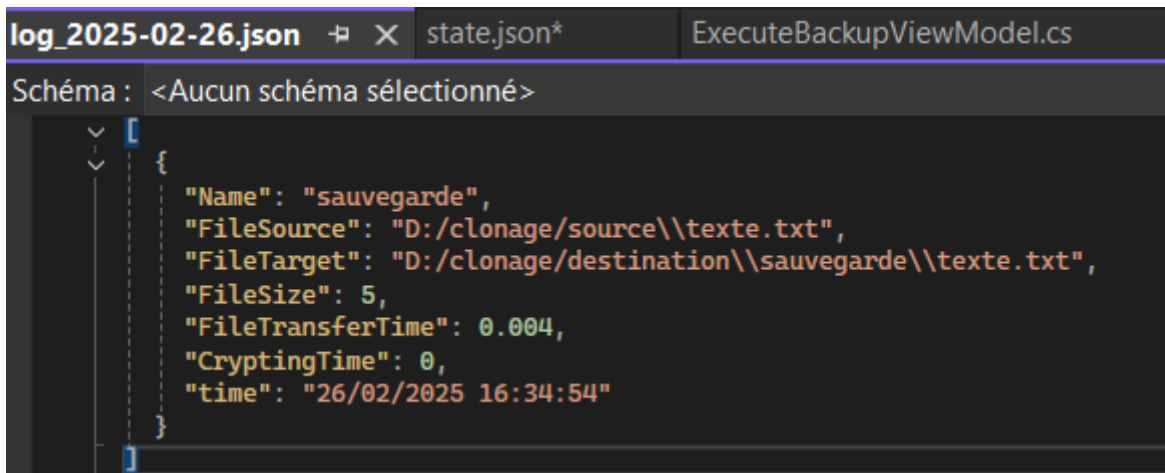 log_2025-02-26.json state.json* ExecuteBackupViewModel.cs
Schéma : <Aucun schéma sélectionné>
[
{
"Name": "sauvegarde",
"FileSource": "D:/clonage/source\\texte.txt",
"FileTarget": "D:/clonage/destination\\sauvegarde\\texte.txt",
"FileSize": 5,
"FileTransferTime": 0.004,
"CryptingTime": 0,
"time": "26/02/2025 16:34:54"
}
]